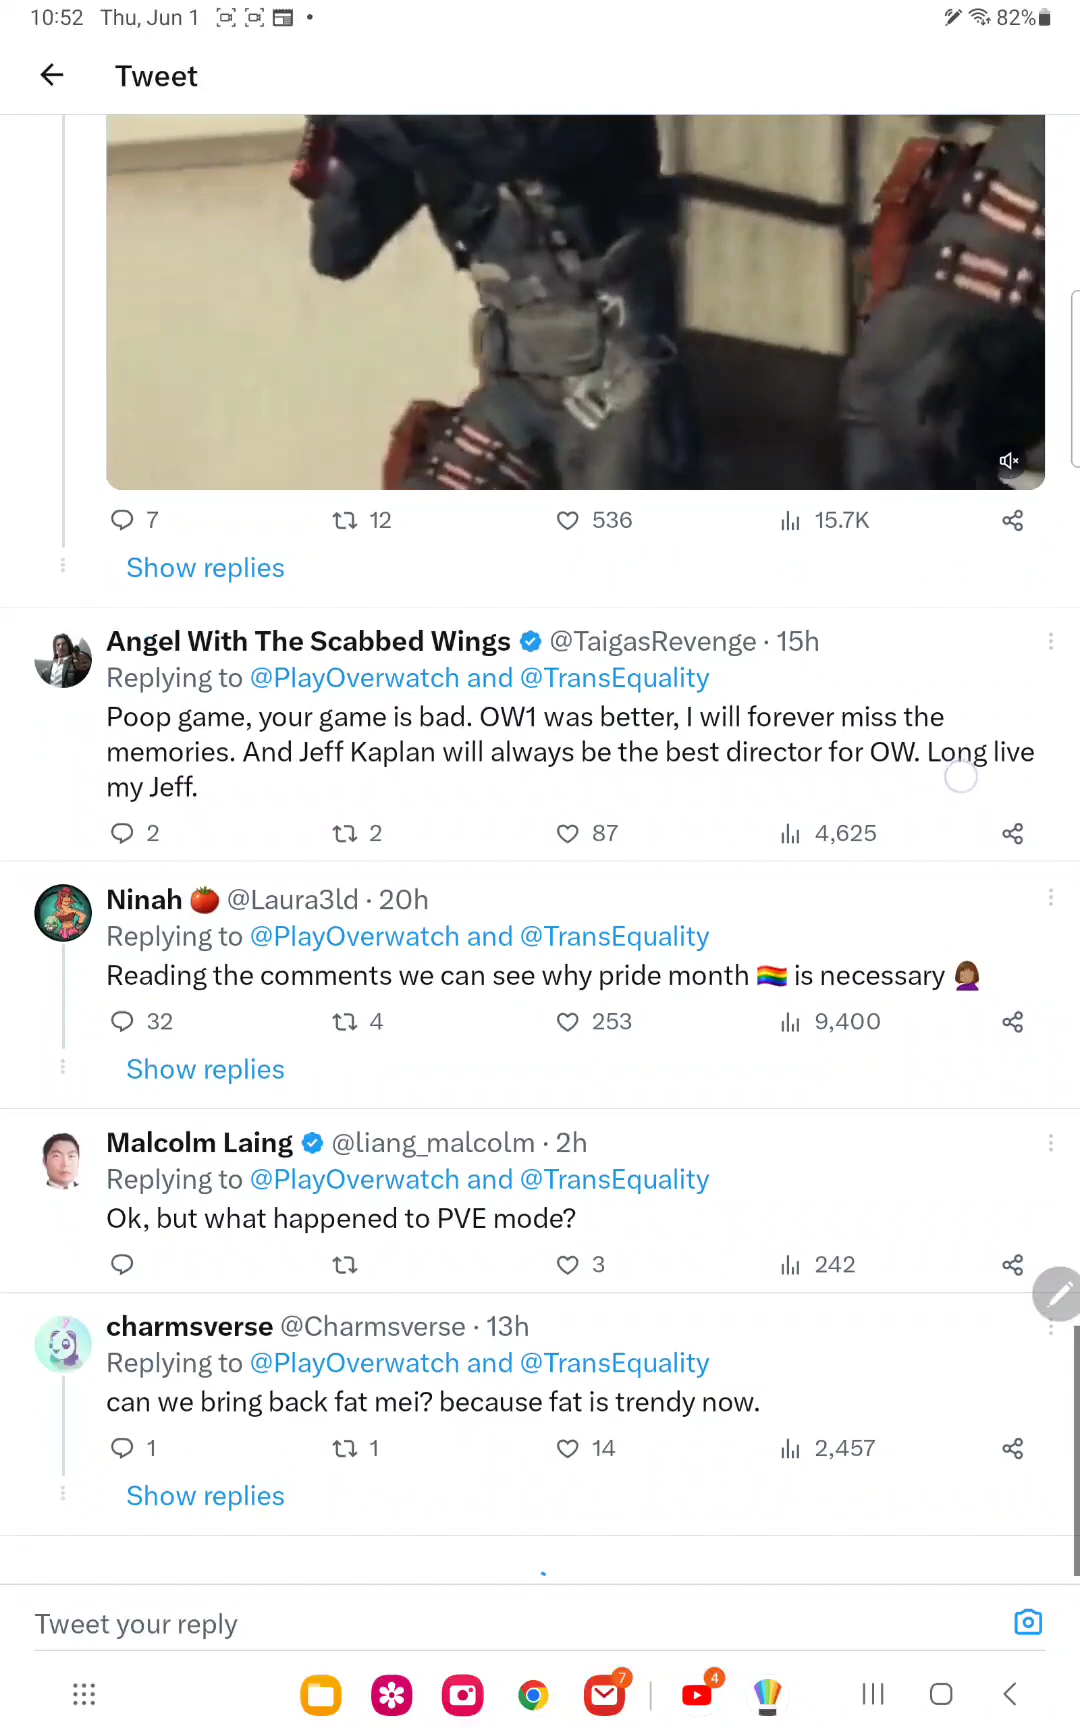 10:52 Thu, Jun 1 82%
Tweet
7 12 536 15.7K
Show replies
Angel With The Scabbed Wings @TaigasRevenge · 15h
Replying to @PlayOverwatch and @TransEquality
Poop game, your game is bad. OW1 was better, I will forever miss the
memories. And Jeff Kaplan will always be the best director for OW. Long live
my Jeff.
2 2 87 4,625
Ninah 🍅 @Laura3ld · 20h
Replying to @PlayOverwatch and @TransEquality
Reading the comments we can see why pride month 🏳️‍🌈 is necessary 🤦🏾‍♀️
32 4 253 9,400
Show replies
Malcolm Laing @liang_malcolm · 2h
Replying to @PlayOverwatch and @TransEquality
Ok, but what happened to PVE mode?
3 242
charmsverse @Charmsverse · 13h
Replying to @PlayOverwatch and @TransEquality
can we bring back fat mei? because fat is trendy now.
1 1 14 2,457
Show replies
Tweet your reply
7 4